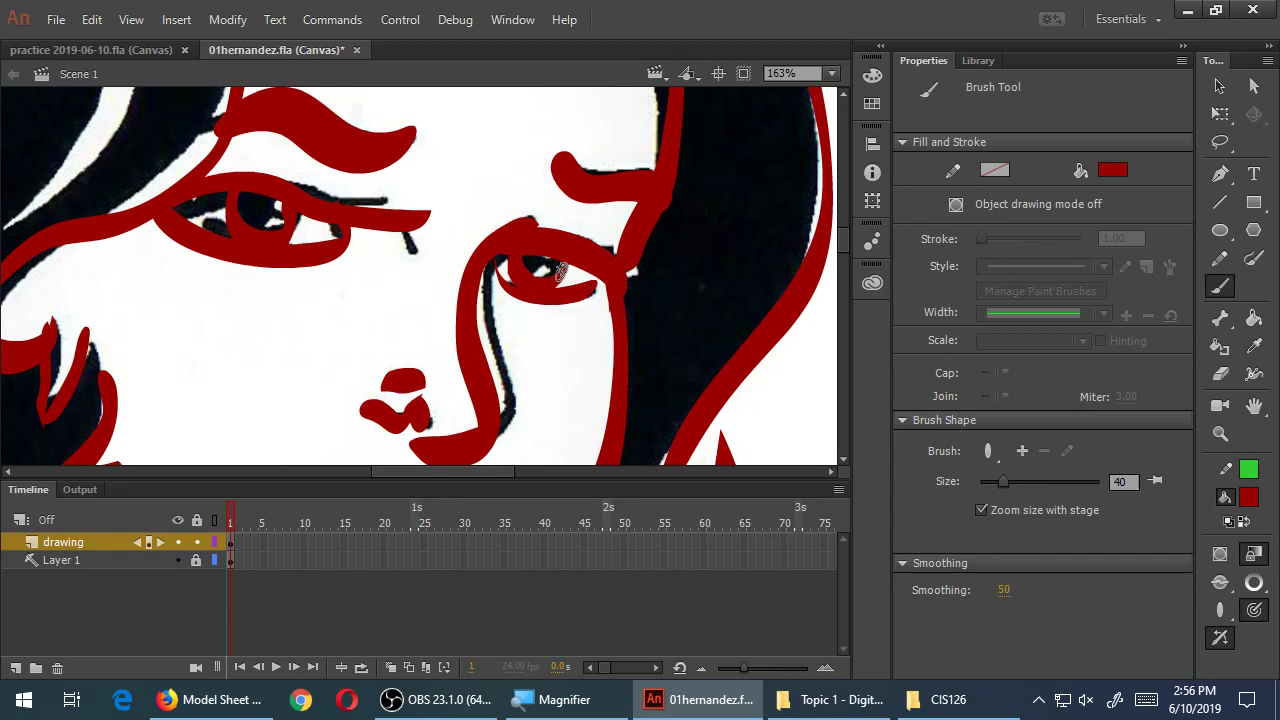 An File Edit View Insert Modify Text Commands Control Debug Window Help Essentials
practice 2019-06-10.fla (Canvas) × 01hernandez.fla (Canvas)* ×
Scene 1 163%
Properties Library To...
Brush Tool
Fill and Stroke
Object drawing mode off
Stroke: 1.00
Style:
Manage Paint Brushes
Width:
Scale: Hinting
Cap:
Join: Miter: 3.00
Brush Shape
Brush:
Size: 40
Zoom size with stage
Smoothing
Smoothing: 50
Timeline Output
Off 1s 2s 3s
1 5 10 15 20 25 30 35 40 45 50 55 60 65 70 75
drawing
Layer 1
1 24.00 fps 0.0 s
Model Sheet ... OBS 23.1.0 (64... Magnifier An 01hernandez.f... Topic 1 - Digit... CIS126
2:56 PM
6/10/2019